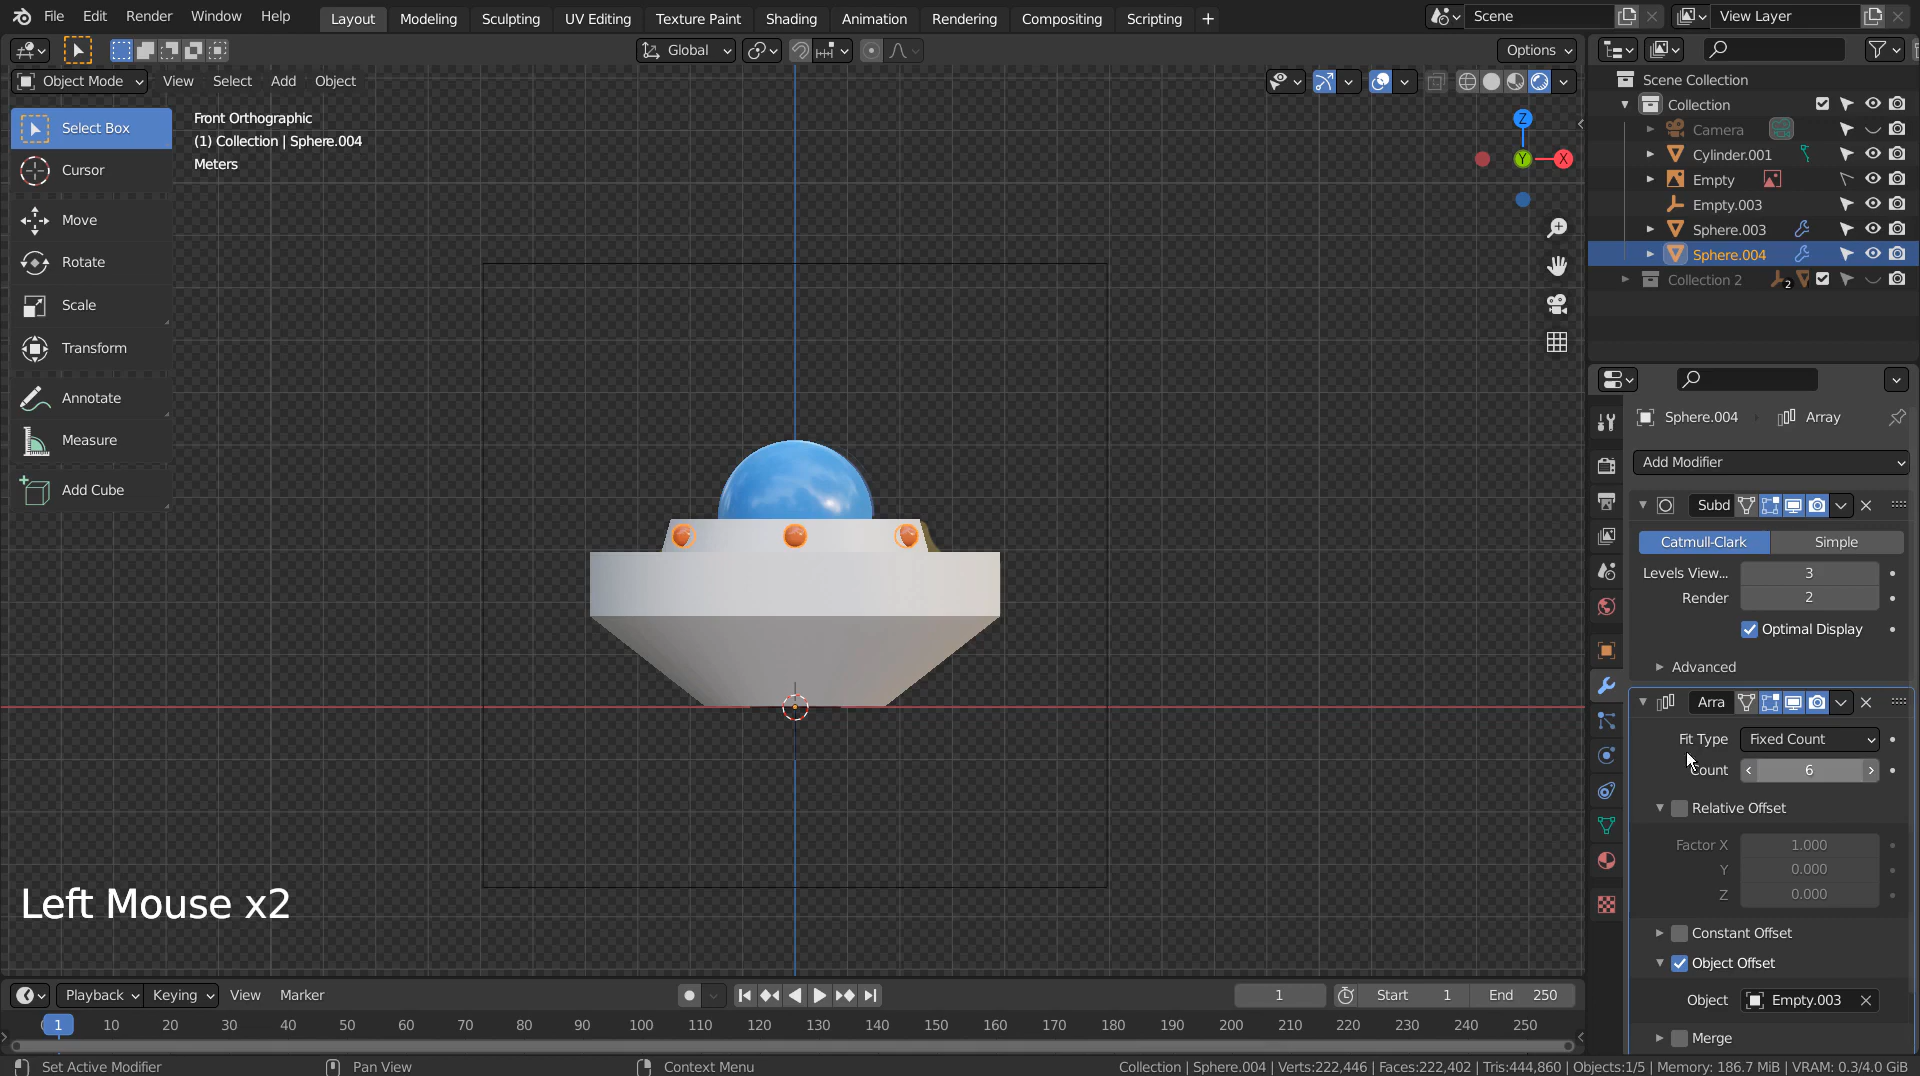 File Edit Render Window Help Layout Modeling Sculpting UV Editing Texture Paint Shading Animation Rendering Compositing Scripting + Scene View Layer
Global Options
Object Mode View Select Add Object
Select Box
Cursor
Move
Rotate
Scale
Transform
Annotate
Measure
Add Cube
Front Orthographic
(1) Collection | Sphere.004
Meters
Z
Y
X
Scene Collection
Collection
Camera
Cylinder.001
Empty
Empty.003
Sphere.003
Sphere.004
Collection 2 2
Sphere.004 Array
Add Modifier
Subd
Catmull-Clark Simple
Levels View... 3
Render 2
Optimal Display
Advanced
Arra
Fit Type Fixed Count
Count 6
Relative Offset
Factor X 1.000
Y 0.000
Z 0.000
Constant Offset
Object Offset
Object Empty.003
Merge
Left Mouse x2
Playback Keying View Marker 1 Start 1 End 250
1 10 20 30 40 50 60 70 80 90 100 110 120 130 140 150 160 170 180 190 200 210 220 230 240 250
Set Active Modifier Pan View Context Menu Collection | Sphere.004 | Verts:222,446 | Faces:222,402 | Tris:444,860 | Objects:1/5 | Memory: 186.7 MiB | VRAM: 0.3/4.0 GiB